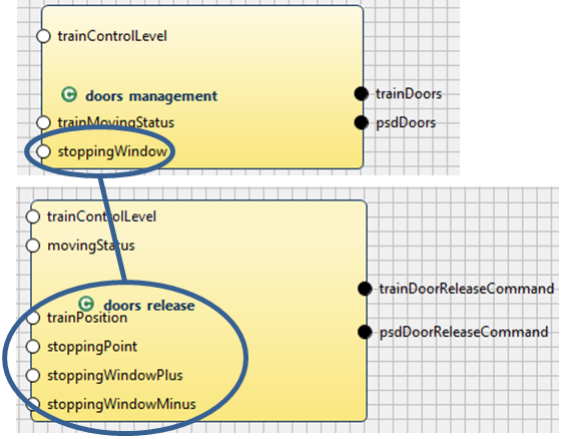 trainControlLevel
C doors management
trainDoors
trainMovingStatus
psdDoors
stoppingWindow
trainControlLevel
movingStatus
trainDoorReleaseCommand
C doors release
trainPosition
psdDoorReleaseCommand
stoppingPoint
stoppingWindowPlus
stoppingWindowMinus